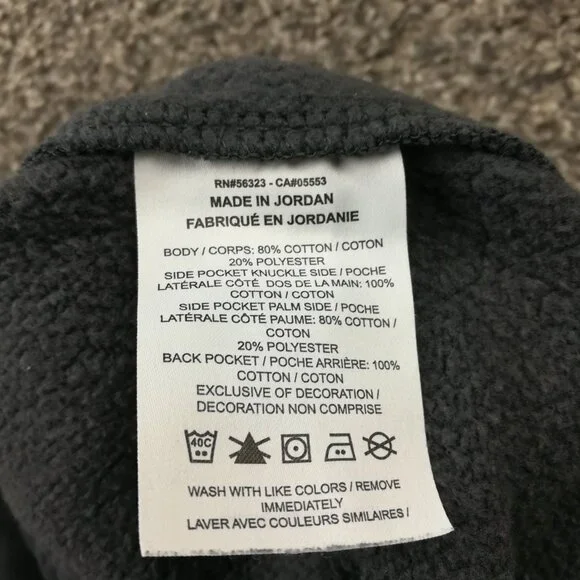 RN#56323 - CA#05553
MADE IN JORDAN
FABRIQUÉ EN JORDANIE
BODY / CORPS: 80% COTTON / COTON
20% POLYESTER
SIDE POCKET KNUCKLE SIDE / POCHE
LATÉRALE CÔTÉ DOS DE LA MAIN: 100%
COTTON / COTON
SIDE POCKET PALM SIDE / POCHE
LATÉRALE CÔTÉ PAUME: 80% COTTON /
COTON
20% POLYESTER
BACK POCKET / POCHE ARRIÈRE: 100%
COTTON / COTON
EXCLUSIVE OF DECORATION /
DECORATION NON COMPRISE
40C
WASH WITH LIKE COLORS / REMOVE
IMMEDIATELY
LAVER AVEC COULEURS SIMILAIRES /